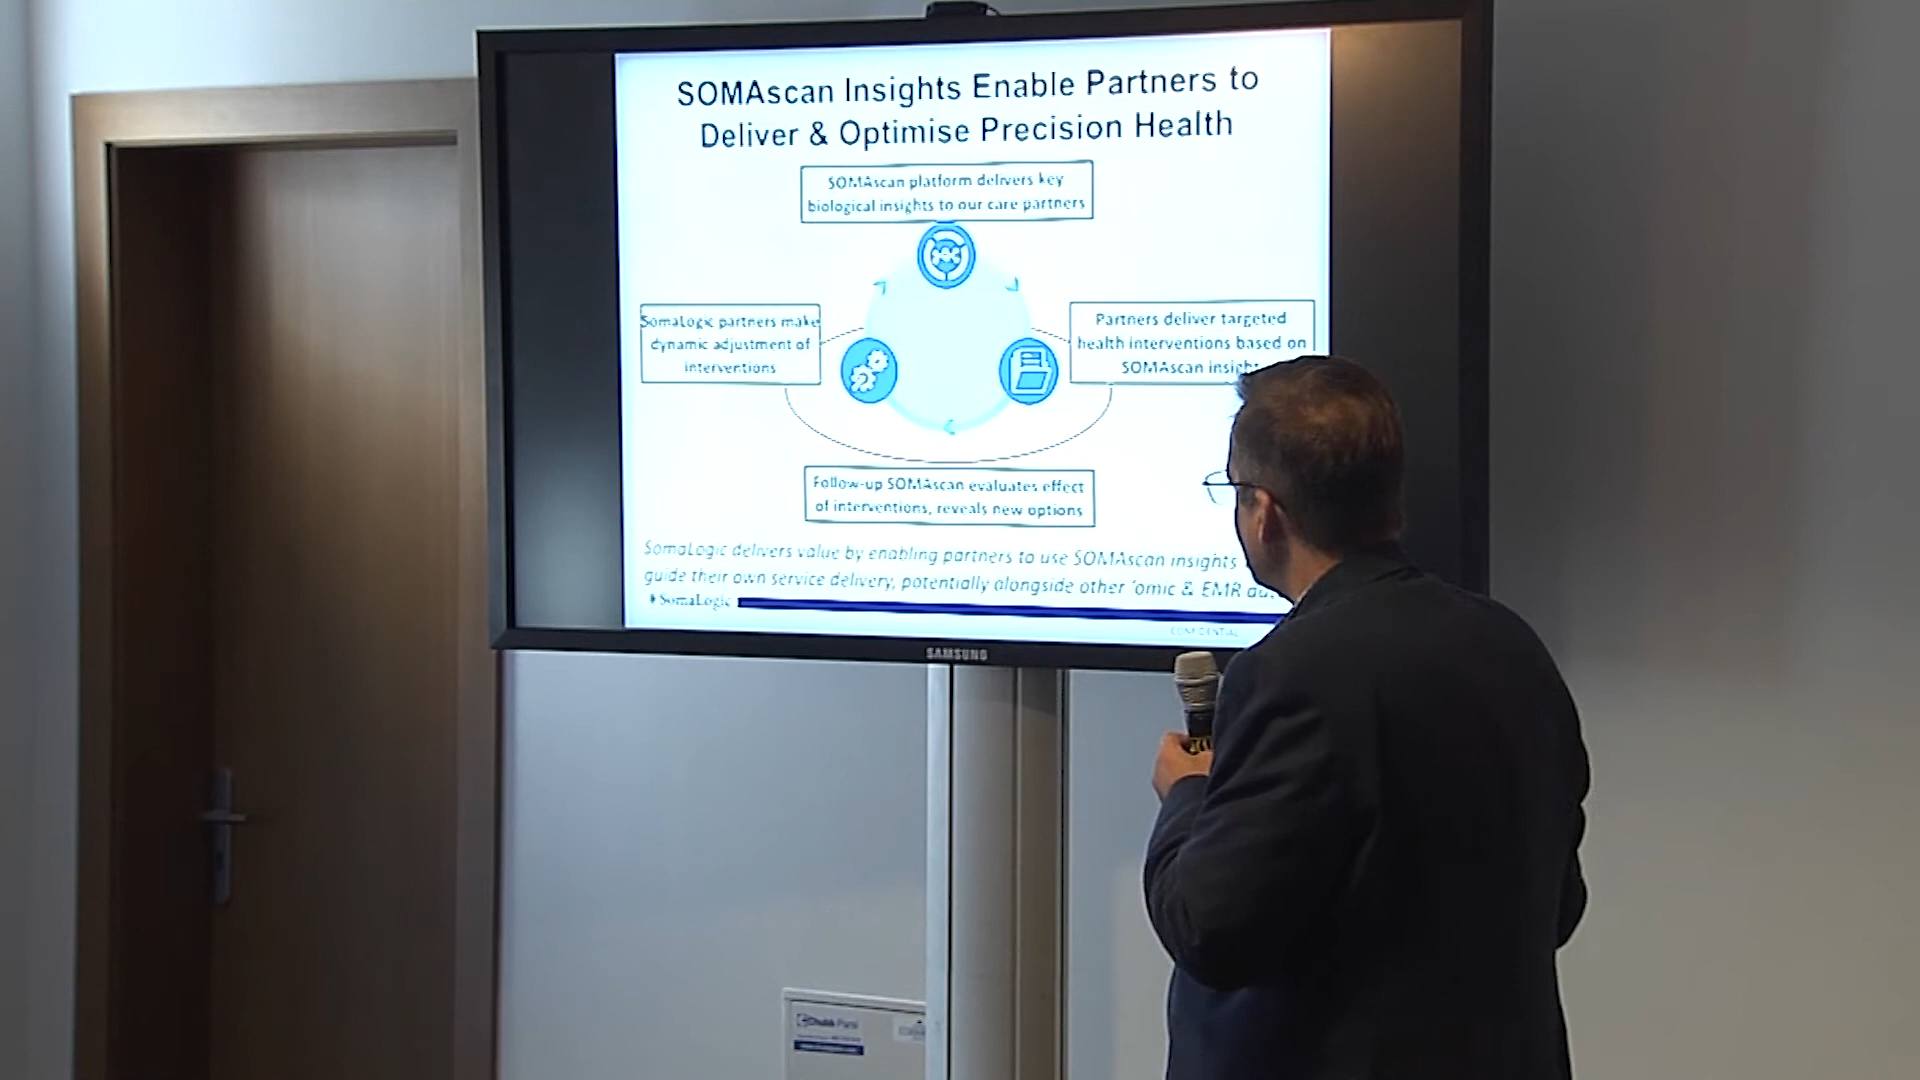 SOMAscan Insights Enable Partners to
Deliver & Optimise Precision Health
SOMAscan platform delivers key
biological insights to our care partners
SomaLogic partners make
dynamic adjustment of
interventions
Partners deliver targeted
health interventions based on
SOMAscan insight
Follow-up SOMAscan evaluates effect
of interventions, reveals new options
SomaLogic delivers value by enabling partners to use SOMAscan insights
guide their own service delivery, potentially alongside other 'omic & EMR
SomaLogic
CONFIDENTIAL
SAMSUNG
Chubb